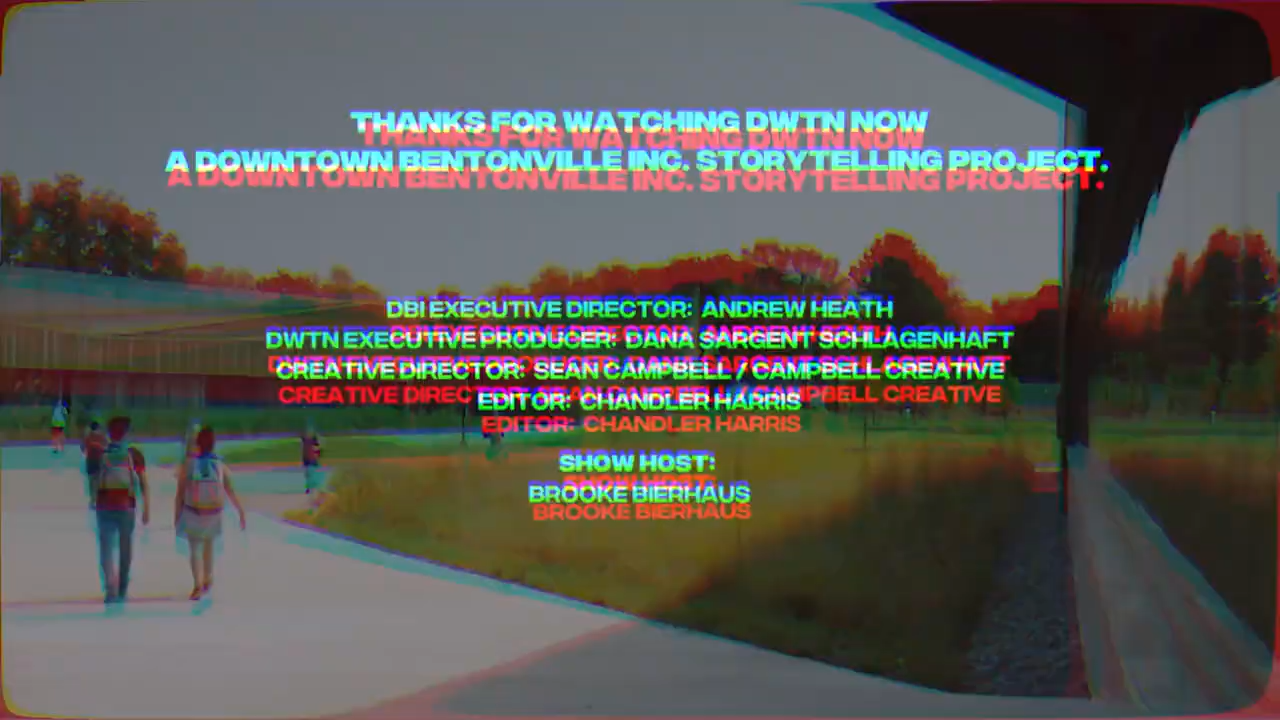 THANKS FOR WATCHING DWTN NOW
A DOWNTOWN BENTONVILLE INC. STORYTELLING PROJECT.
DBI EXECUTIVE DIRECTOR: ANDREW HEATH
DWTN EXECUTIVE PRODUCER: DANA SARGENT SCHLAGENHAFT
CREATIVE DIRECTOR: SEAN CAMPBELL / CAMPBELL CREATIVE
EDITOR: CHANDLER HARRIS
SHOW HOST:
BROOKE BIERHAUS